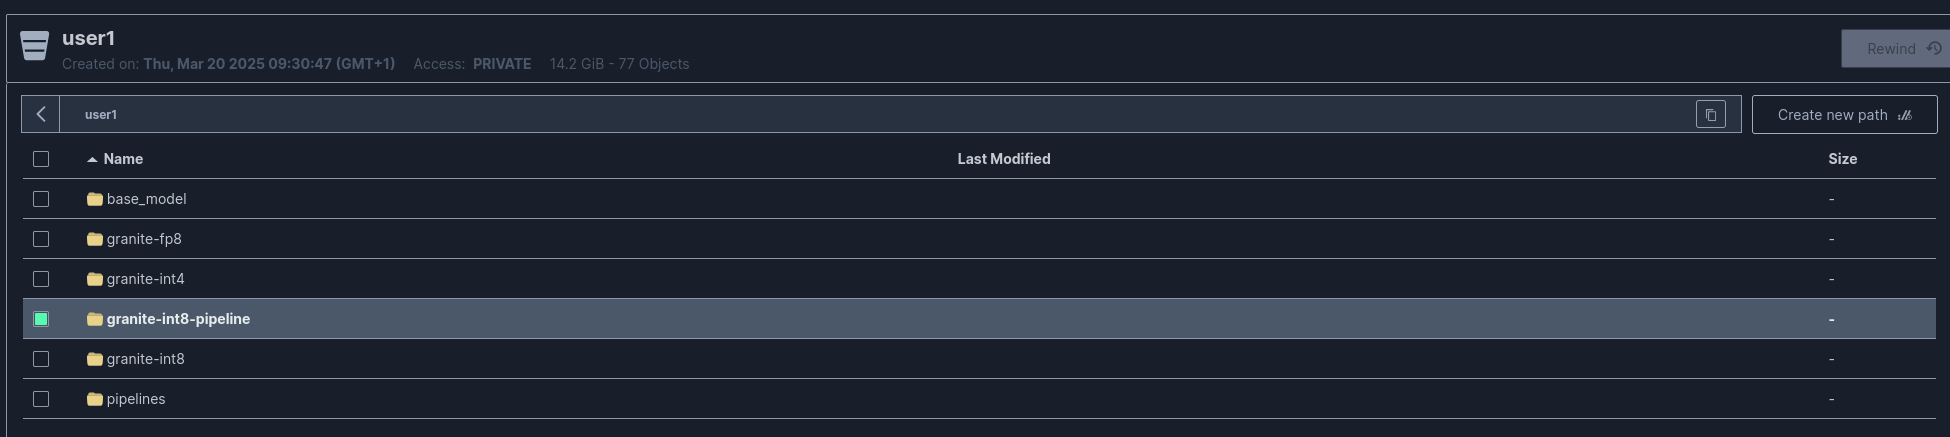 user1
Rewind
Created on: Thu, Mar 20 2025 09:30:47 (GMT+1) Access: PRIVATE 14.2 GiB - 77 Objects
user1
Create new path
Name Last Modified Size
base_model -
granite-fp8 -
granite-int4 -
granite-int8-pipeline -
granite-int8 -
pipelines -